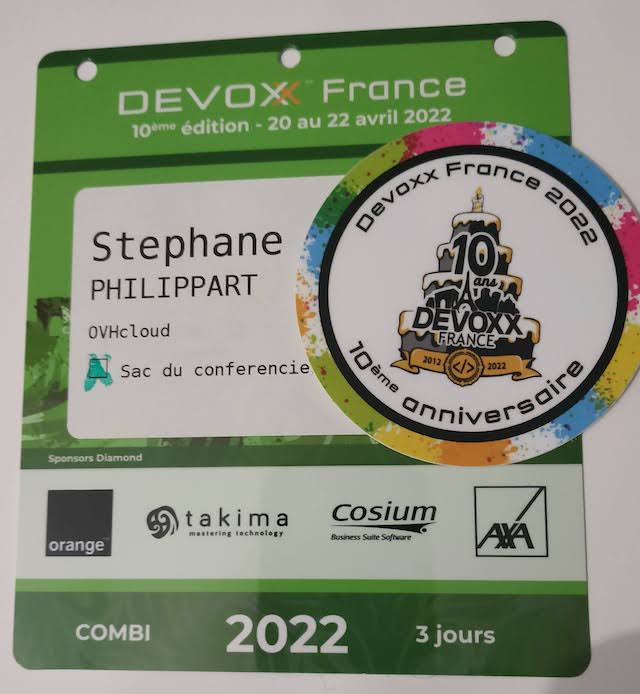 DEVOXX™ France
10ème édition - 20 au 22 avril 2022
Stephane
PHILIPPART
OVHcloud
Sac du conferencie
Devoxx France 2022
10
ans
DEVOXX
FRANCE
2012 </> 2022
10ème anniversaire
Sponsors Diamond
orange™
takima
mastering technology
Cosium
Business Suite Software
AXA
COMBI
2022
3 jours